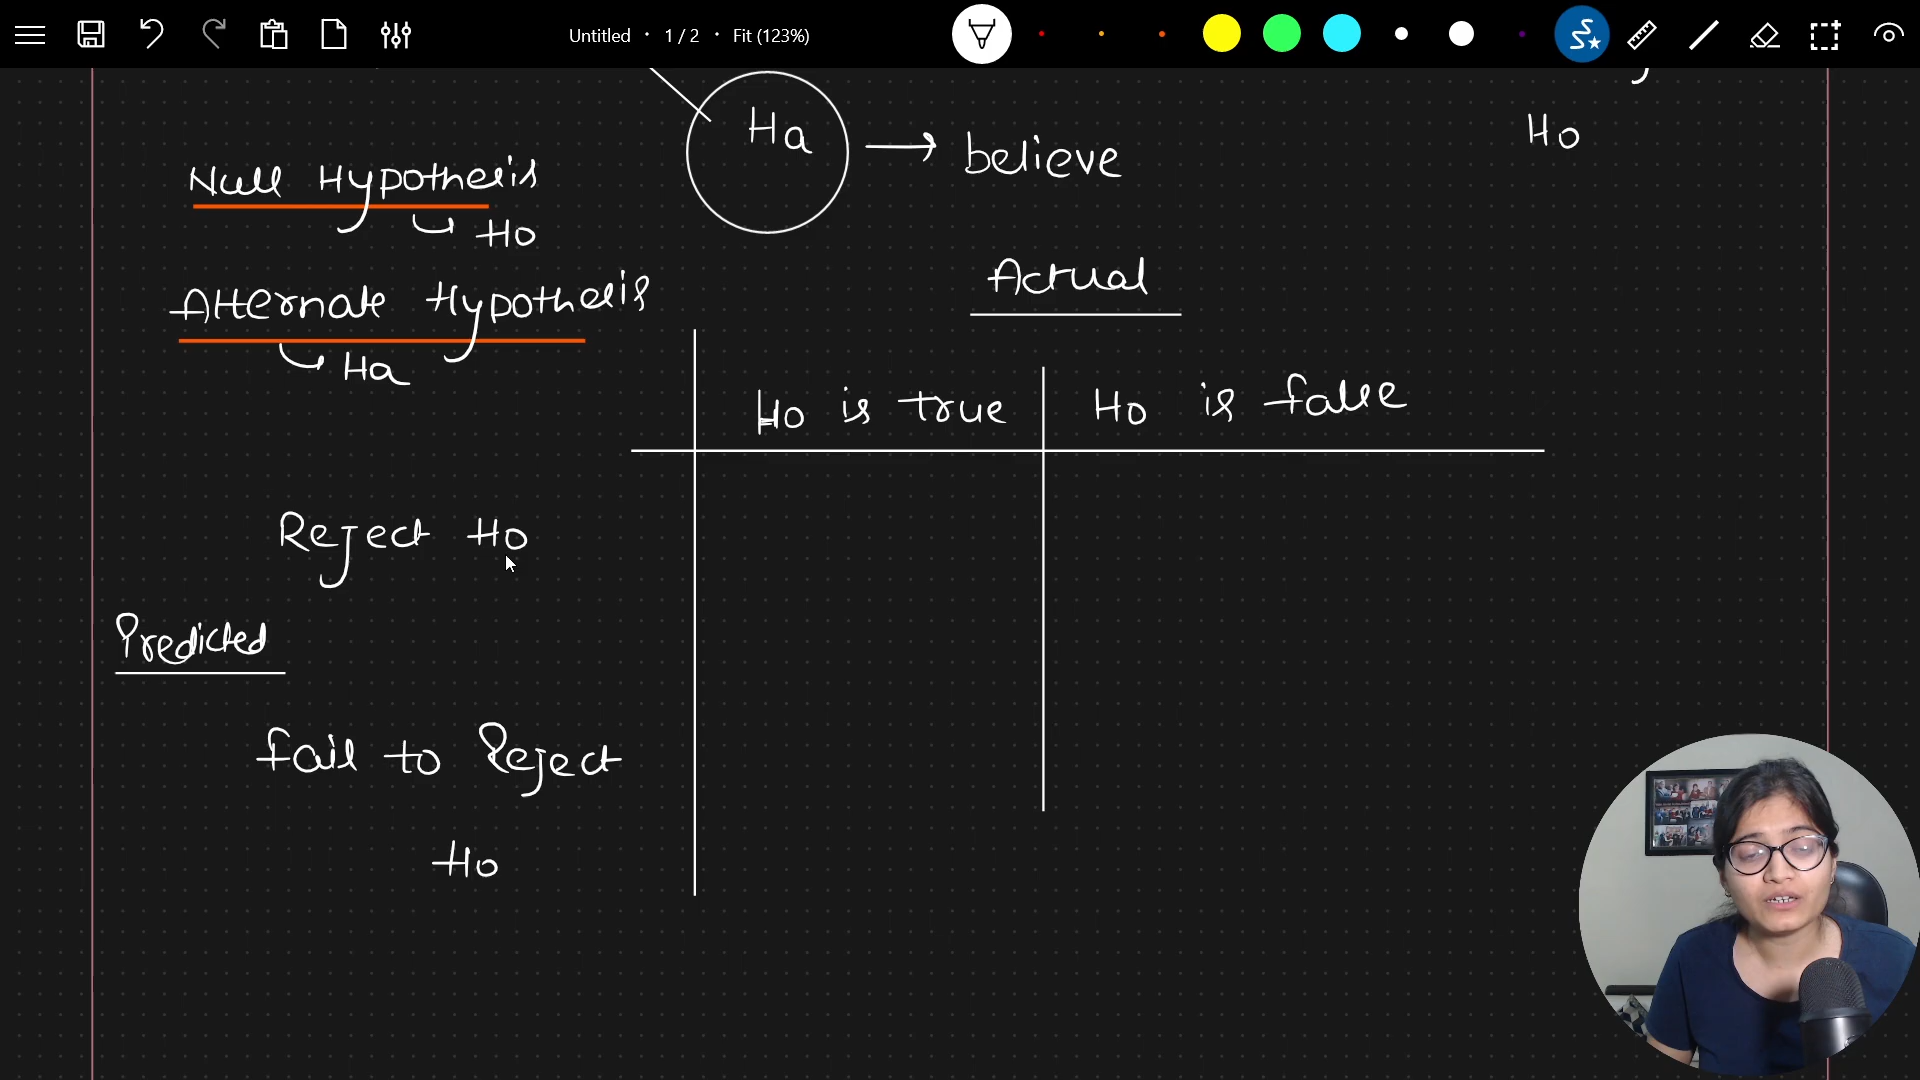 Untitled • 1 / 2 • Fit (123%)
Ha → believe
Ho
Null Hypothesis
Ho
Actual
Alternate Hypothesis
Ha
Ho is true
Ho is false
Reject Ho
Predicted
fail to Reject
Ho